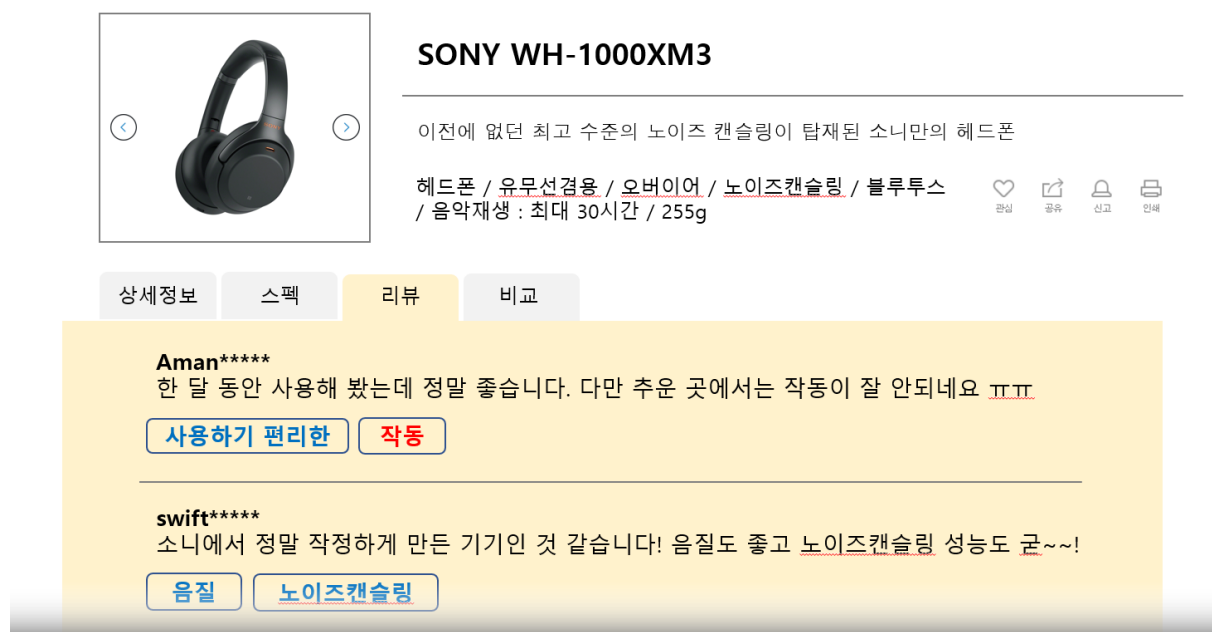 SONY WH-1000XM3
이전에 없던 최고 수준의 노이즈 캔슬링이 탑재된 소니만의 헤드폰
헤드폰 / 유무선겸용 / 오버이어 / 노이즈캔슬링 / 블루투스
/ 음악재생 : 최대 30시간 / 255g
관심 공유 신고 인쇄
상세정보 스펙 리뷰 비교
Aman*****
한 달 동안 사용해 봤는데 정말 좋습니다. 다만 추운 곳에서는 작동이 잘 안되네요 ㅠㅠ
사용하기 편리한 작동
swift*****
소니에서 정말 작정하게 만든 기기인 것 같습니다! 음질도 좋고 노이즈캔슬링 성능도 굳~~!
음질 노이즈캔슬링